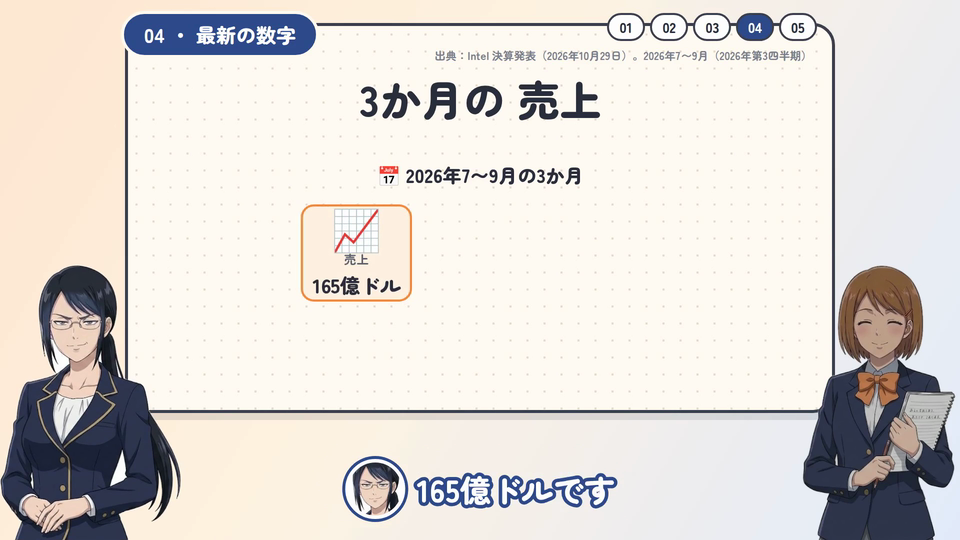 04 ・ 最新の数字
01 02 03 04 05
出典：Intel 決算発表（2026年10月29日）。2026年7〜9月（2026年第3四半期）
3か月の 売上
2026年7〜9月の3か月
売上
165億ドル
165億ドルです